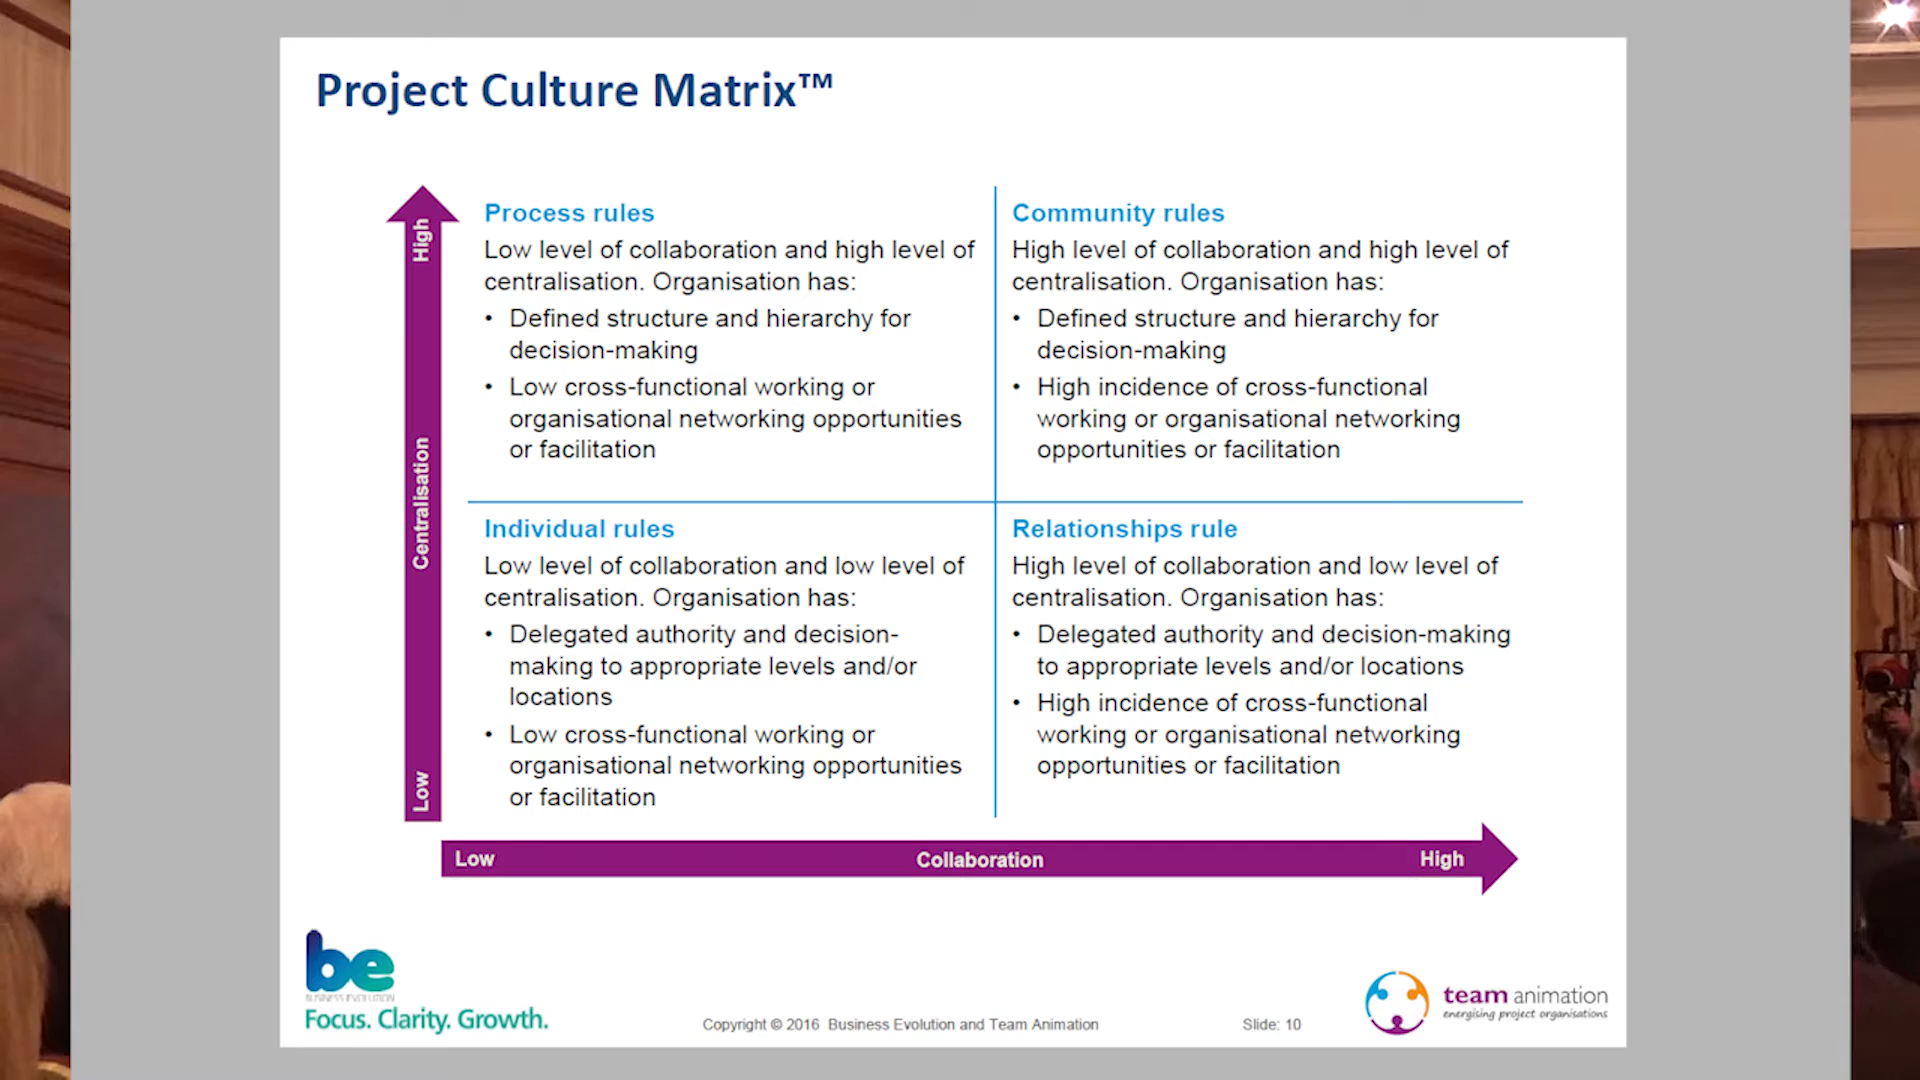 Project Culture Matrix™
High
Centralisation
Low
Process rules
Low level of collaboration and high level of
centralisation. Organisation has:
• Defined structure and hierarchy for
decision-making
• Low cross-functional working or
organisational networking opportunities
or facilitation
Community rules
High level of collaboration and high level of
centralisation. Organisation has:
• Defined structure and hierarchy for
decision-making
• High incidence of cross-functional
working or organisational networking
opportunities or facilitation
Individual rules
Low level of collaboration and low level of
centralisation. Organisation has:
• Delegated authority and decision-
making to appropriate levels and/or
locations
• Low cross-functional working or
organisational networking opportunities
or facilitation
Relationships rule
High level of collaboration and low level of
centralisation. Organisation has:
• Delegated authority and decision-making
to appropriate levels and/or locations
• High incidence of cross-functional
working or organisational networking
opportunities or facilitation
Low Collaboration High
be
BUSINESS EVOLUTION
Focus. Clarity. Growth.
Copyright © 2016 Business Evolution and Team Animation
Slide: 10
team animation
energising project organisations